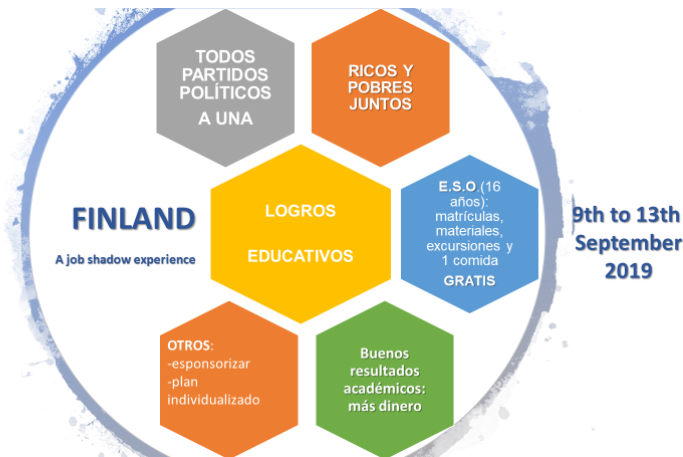 TODOS
PARTIDOS
POLÍTICOS
A UNA
RICOS Y
POBRES
JUNTOS
FINLAND
A job shadow experience
LOGROS
EDUCATIVOS
E.S.O.(16
años):
matrículas,
materiales,
excursiones y
1 comida
GRATIS
9th to 13th
September
2019
OTROS:
-esponsorizar
-plan
individualizado
Buenos
resultados
académicos:
más dinero